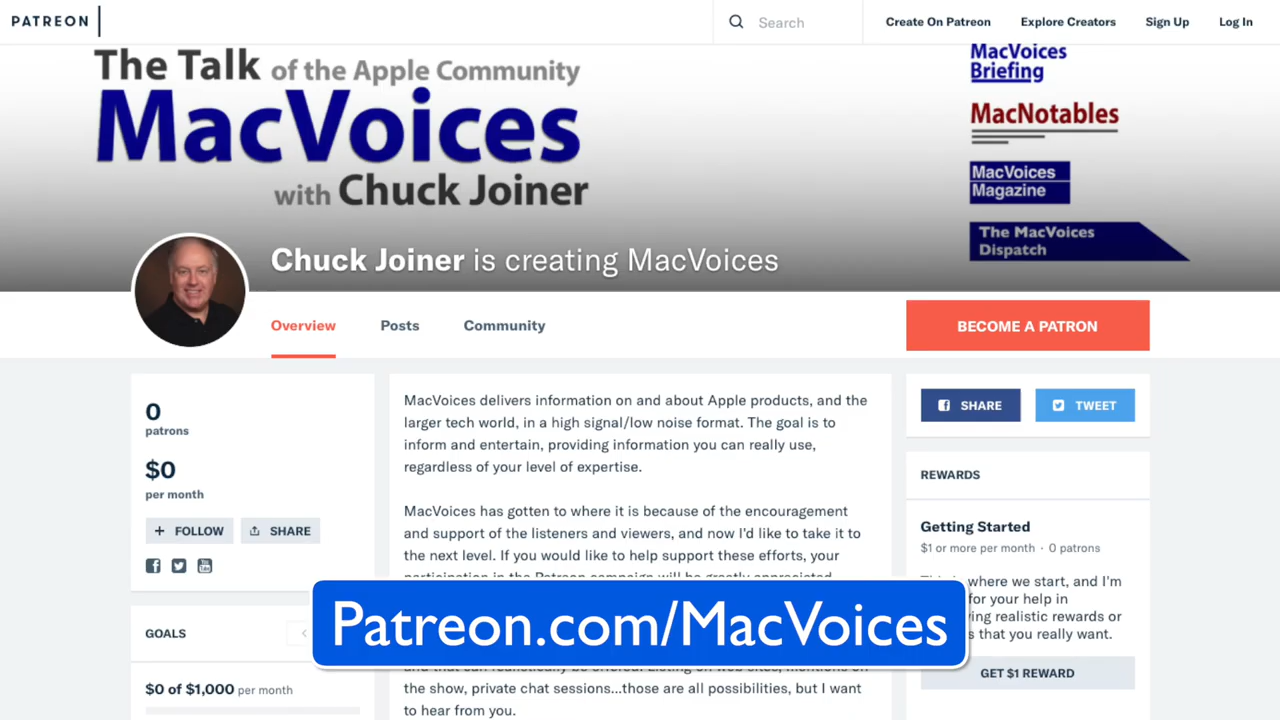 PATREON
Search
Create On Patreon
Explore Creators
Sign Up
Log In
The Talk of the Apple Community
MacVoices
with Chuck Joiner
MacVoices
Briefing
MacNotables
MacVoices
Magazine
The MacVoices
Dispatch
Chuck Joiner is creating MacVoices
Overview
Posts
Community
BECOME A PATRON
0
patrons
$0
per month
+ FOLLOW
SHARE
GOALS
$0 of $1,000 per month
MacVoices delivers information on and about Apple products, and the
larger tech world, in a high signal/low noise format. The goal is to
inform and entertain, providing information you can really use,
regardless of your level of expertise.
MacVoices has gotten to where it is because of the encouragement
and support of the listeners and viewers, and now I'd like to take it to
the next level. If you would like to help support these efforts, your
participation in the Patreon campaign will be greatly appreciated
Patreon.com/MacVoices
the show, private chat sessions...those are all possibilities, but I want
to hear from you.
SHARE
TWEET
REWARDS
Getting Started
$1 or more per month · 0 patrons
where we start, and I'm
for your help in
realistic rewards or
that you really want.
GET $1 REWARD